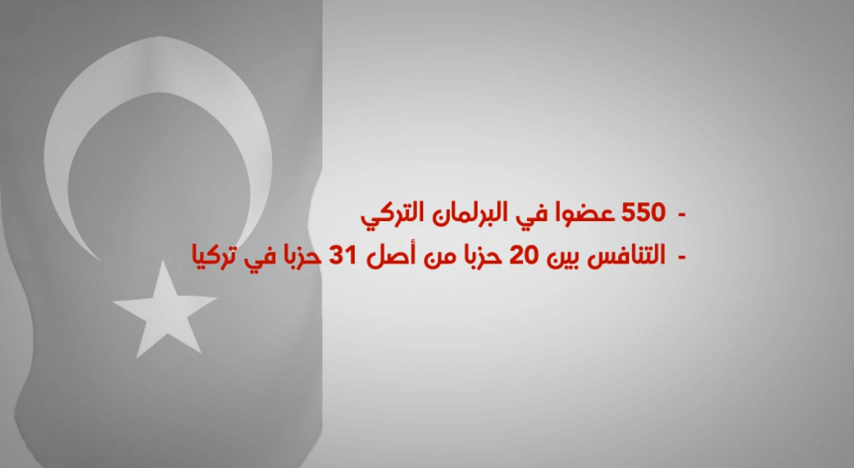 - 550 عضوا في البرلمان التركي
- التنافس بين 20 حزبا من أصل 31 حزبا في تركيا